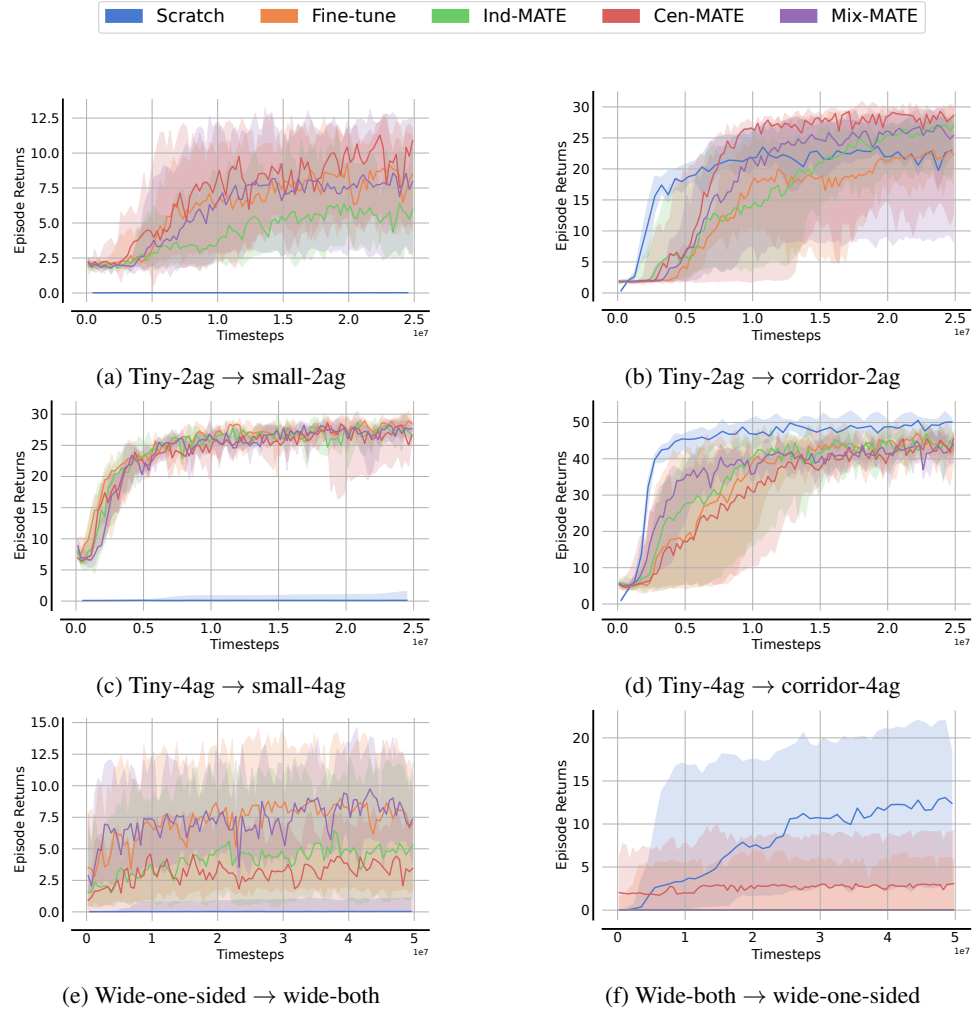 Scratch Fine-tune Ind-MATE Cen-MATE Mix-MATE
12.5
10.0
7.5
5.0
2.5
0.0
Episode Returns
0.0 0.5 1.0 1.5 2.0 2.5
Timesteps
1e7
(a) Tiny-2ag → small-2ag
30
25
20
15
10
5
0
Episode Returns
0.0 0.5 1.0 1.5 2.0 2.5
Timesteps
1e7
(b) Tiny-2ag → corridor-2ag
30
25
20
15
10
5
0
Episode Returns
0.0 0.5 1.0 1.5 2.0 2.5
Timesteps
1e7
(c) Tiny-4ag → small-4ag
50
40
30
20
10
0
Episode Returns
0.0 0.5 1.0 1.5 2.0 2.5
Timesteps
1e7
(d) Tiny-4ag → corridor-4ag
15.0
12.5
10.0
7.5
5.0
2.5
0.0
Episode Returns
0 1 2 3 4 5
Timesteps
1e7
(e) Wide-one-sided → wide-both
20
15
10
5
0
Episode Returns
0 1 2 3 4 5
Timesteps
1e7
(f) Wide-both → wide-one-sided